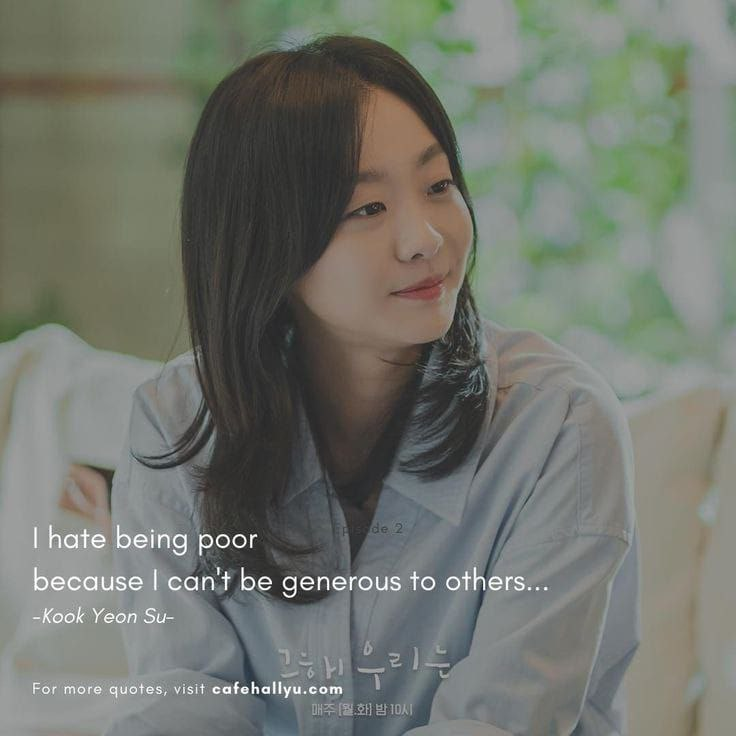 Episode 2
I hate being poor
because I can't be generous to others...
-Kook Yeon Su-
그 해 우리는
For more quotes, visit cafehallyu.com
매주 [월.화] 밤 10시